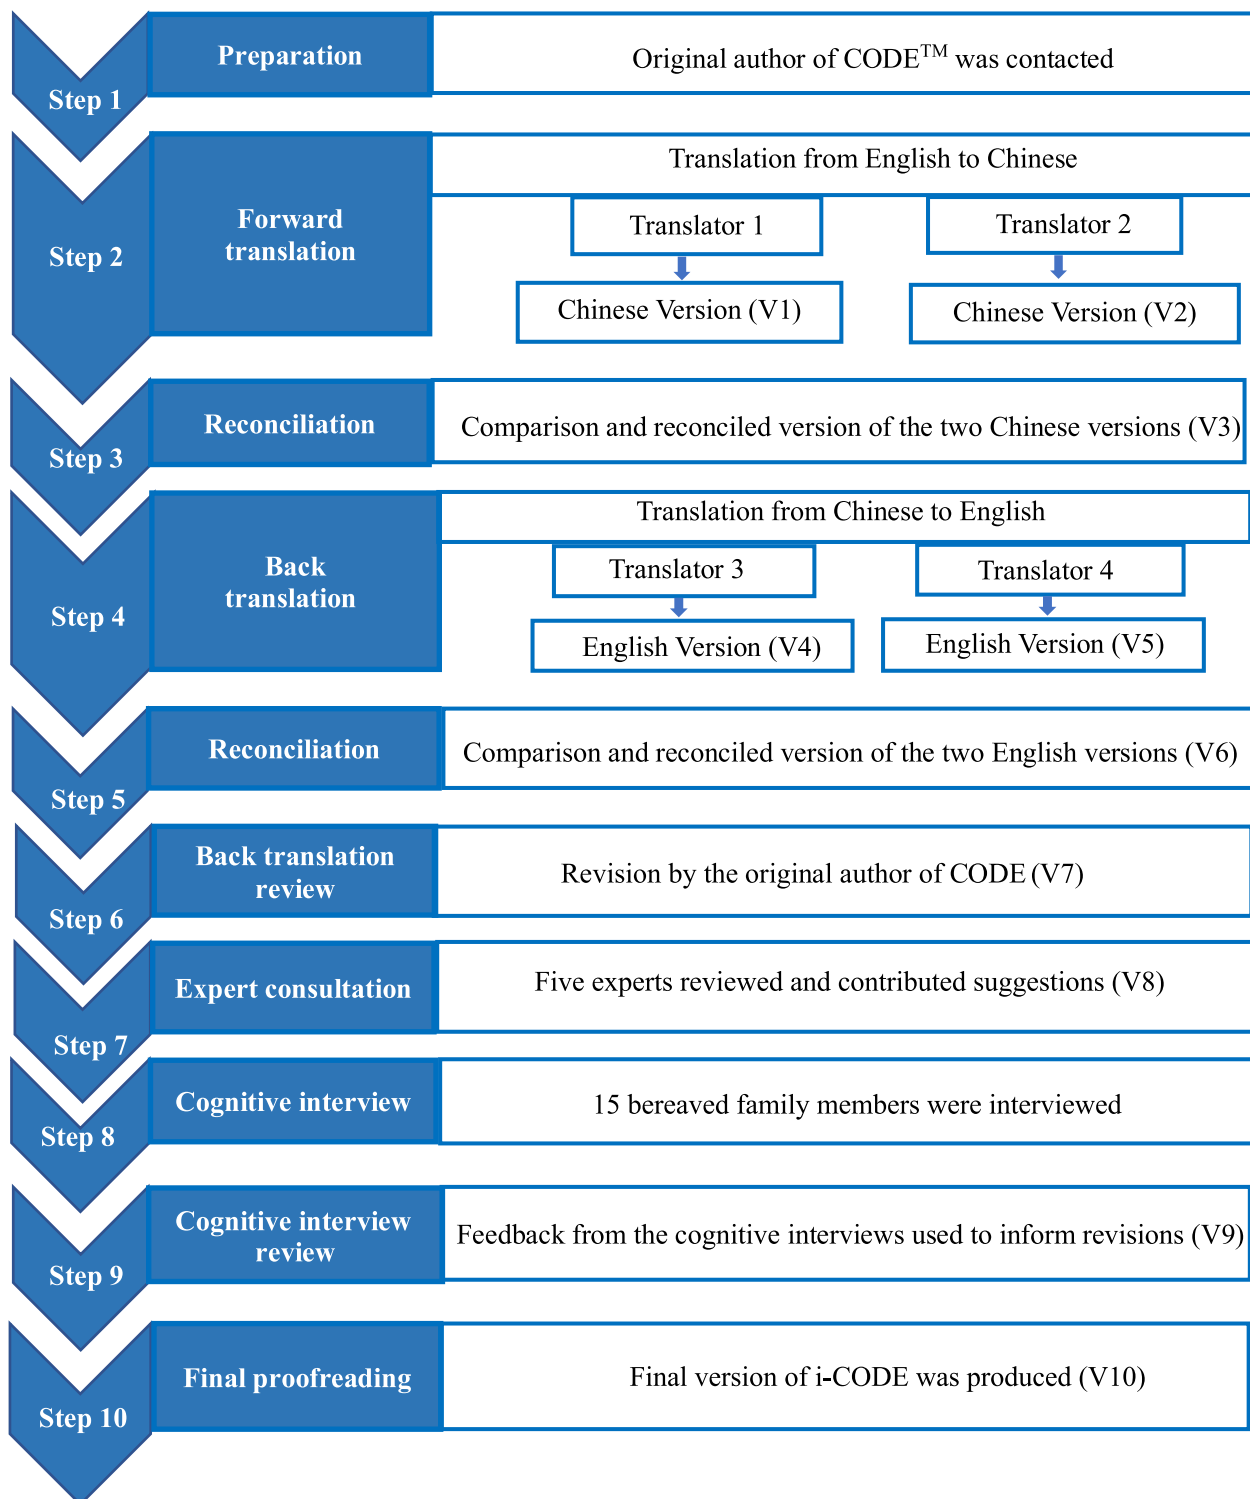 Step 1
Preparation
Original author of CODE™ was contacted
Step 2
Forward
translation
Translation from English to Chinese
Translator 1
Translator 2
Chinese Version (V1)
Chinese Version (V2)
Step 3
Reconciliation
Comparison and reconciled version of the two Chinese versions (V3)
Step 4
Back
translation
Translation from Chinese to English
Translator 3
Translator 4
English Version (V4)
English Version (V5)
Step 5
Reconciliation
Comparison and reconciled version of the two English versions (V6)
Step 6
Back translation
review
Revision by the original author of CODE (V7)
Step 7
Expert consultation
Five experts reviewed and contributed suggestions (V8)
Step 8
Cognitive interview
15 bereaved family members were interviewed
Step 9
Cognitive interview
review
Feedback from the cognitive interviews used to inform revisions (V9)
Step 10
Final proofreading
Final version of i-CODE was produced (V10)